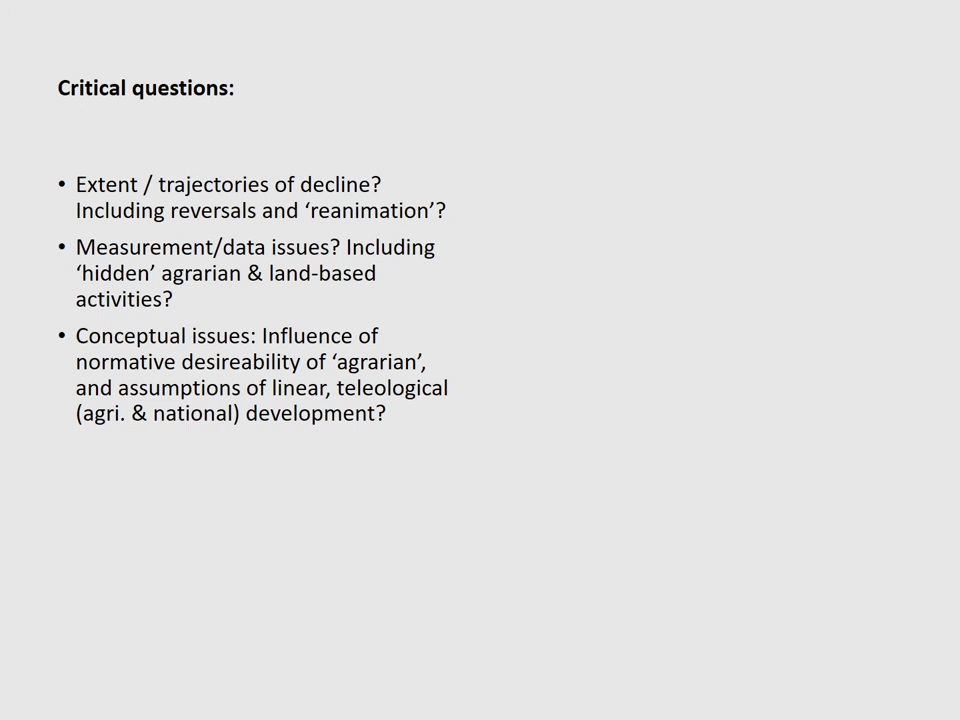 Critical questions:
• Extent / trajectories of decline?
Including reversals and ‘reanimation’?
• Measurement/data issues? Including
‘hidden’ agrarian & land-based
activities?
• Conceptual issues: Influence of
normative desireability of ‘agrarian’,
and assumptions of linear, teleological
(agri. & national) development?